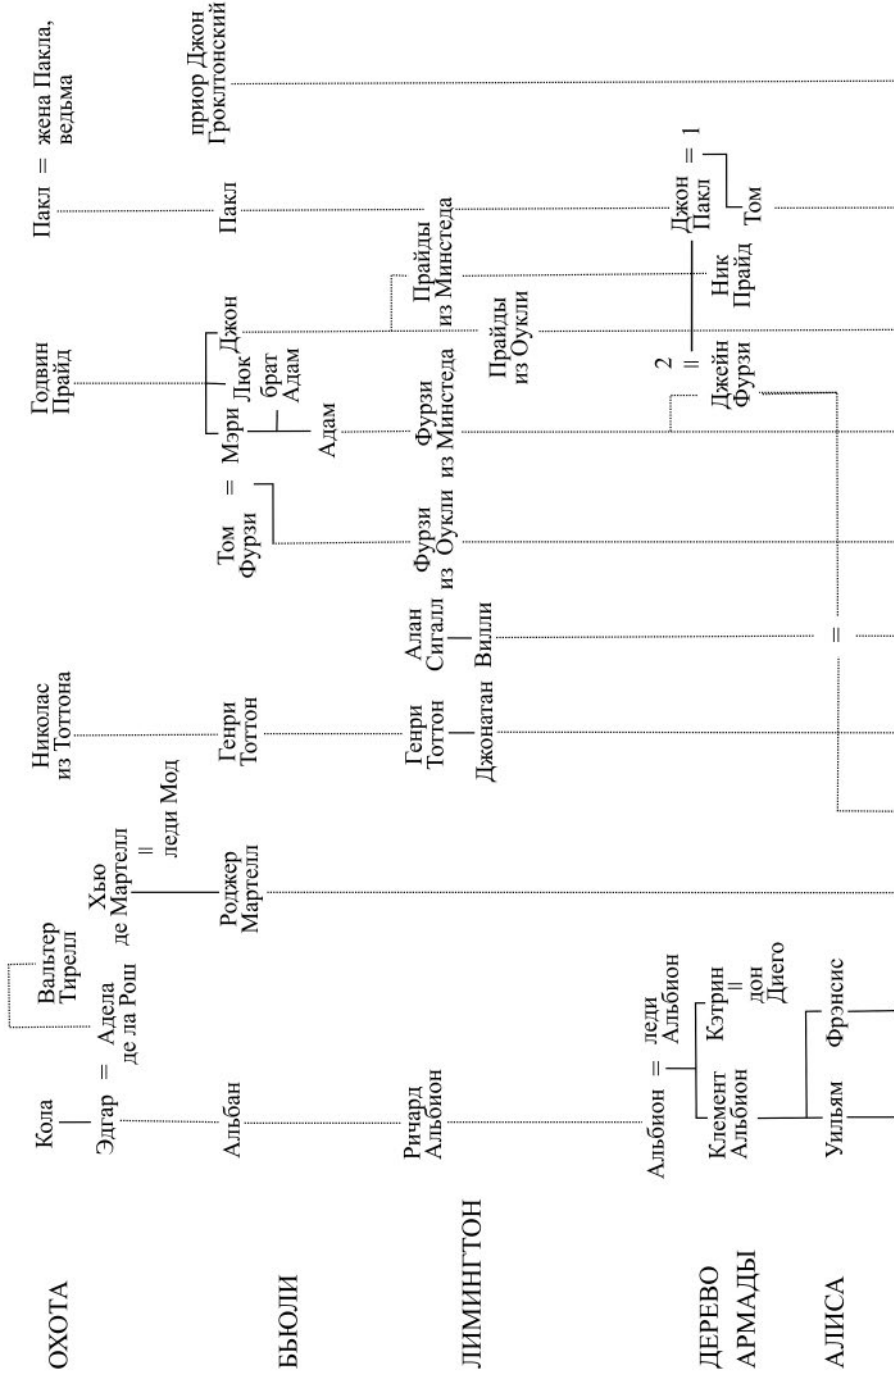 ОХОТА
Кола
Эдгар
=
Адела
де ла Рош
Вальтер
Тирелл
Хью
де Мартелл
=
леди Мод
Николас
из Тоттона
Годвин
Прайд
Пакл = жена Пакла,
ведьма
БЬЮЛИ
Альбан
Роджер
Мартелл
Генри
Тоттон
Том
Фурзи
=
Мэри
Люк
Джон
брат
Адам
Адам
Пакл
приор Джон
Гроклтонский
ЛИМИНГТОН
Ричард
Альбион
Генри
Тоттон
Джонатан
Алан
Сигалл
Вилли
Фурзи
из Оукли
Фурзи
из Минстеда
Прайды
из Минстеда
Прайды
из Оукли
ДЕРЕВО
АРМАДЫ
Альбион = леди
Альбион
Клемент
Альбион
Кэтрин
=
дон
Диего
2
=
Джейн
Фурзи
Джон
Пакл
= 1
Том
Ник
Прайд
АЛИСА
Уильям
Фрэнсис
=